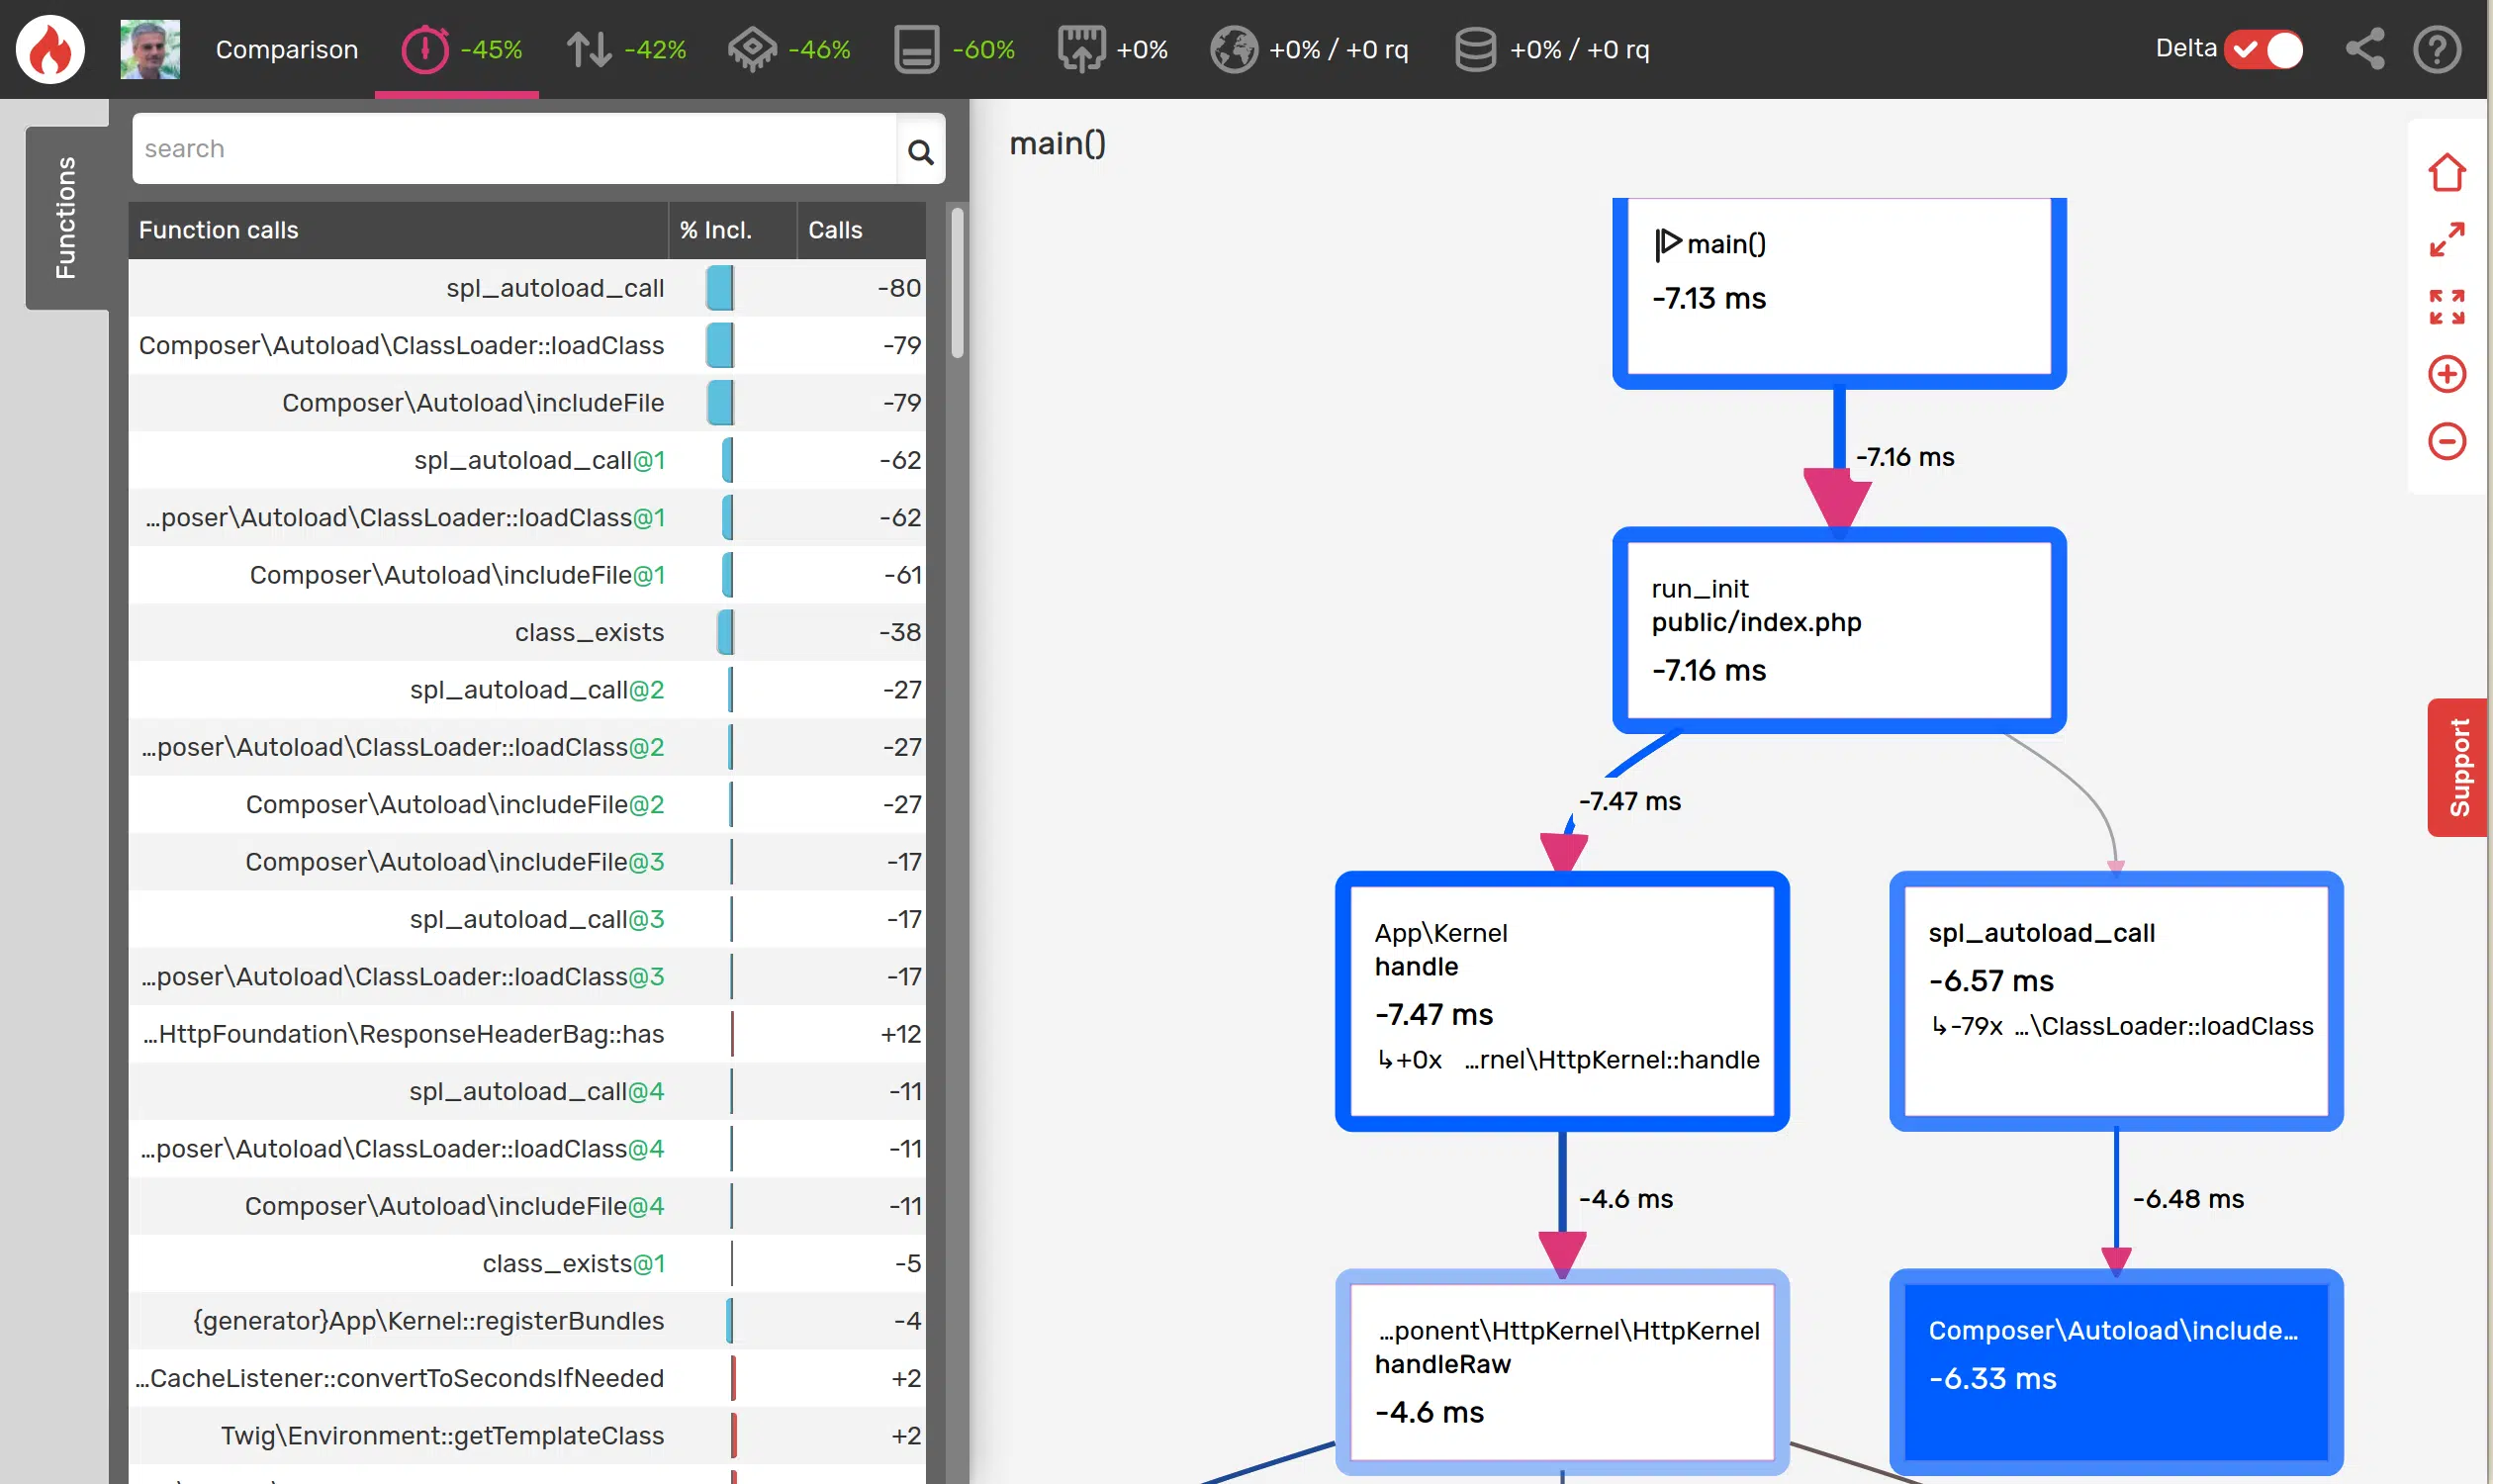 Comparison -45% -42% -46% -60% +0% +0% / +0 rq +0% / +0 rq Delta
Functions
search
Function calls % Incl. Calls
spl_autoload_call -80
Composer\Autoload\ClassLoader::loadClass -79
Composer\Autoload\includeFile -79
spl_autoload_call@1 -62
…poser\Autoload\ClassLoader::loadClass@1 -62
Composer\Autoload\includeFile@1 -61
class_exists -38
spl_autoload_call@2 -27
…poser\Autoload\ClassLoader::loadClass@2 -27
Composer\Autoload\includeFile@2 -27
Composer\Autoload\includeFile@3 -17
spl_autoload_call@3 -17
…poser\Autoload\ClassLoader::loadClass@3 -17
…HttpFoundation\ResponseHeaderBag::has +12
spl_autoload_call@4 -11
…poser\Autoload\ClassLoader::loadClass@4 -11
Composer\Autoload\includeFile@4 -11
class_exists@1 -5
{generator}App\Kernel::registerBundles -4
…CacheListener::convertToSecondsIfNeeded +2
Twig\Environment::getTemplateClass +2
main()
main()
-7.13 ms
-7.16 ms
run_init
public/index.php
-7.16 ms
-7.47 ms
App\Kernel
handle
-7.47 ms
↳+0x …rnel\HttpKernel::handle
spl_autoload_call
-6.57 ms
↳-79x …\ClassLoader::loadClass
-4.6 ms
-6.48 ms
…ponent\HttpKernel\HttpKernel
handleRaw
-4.6 ms
Composer\Autoload\include…
-6.33 ms
Support